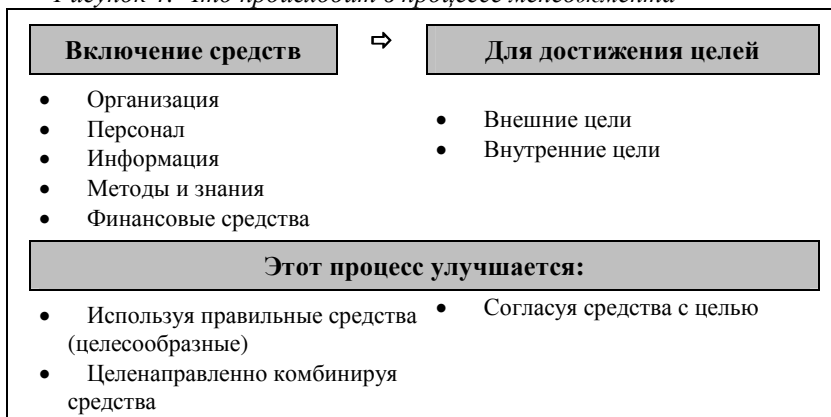 Рисунок 4. Что происходит в процессе менеджмента
Включение средств ⇨ Для достижения целей
• Организация
• Персонал
• Информация
• Методы и знания
• Финансовые средства
• Внешние цели
• Внутренние цели
Этот процесс улучшается:
• Используя правильные средства
(целесообразные)
• Целенаправленно комбинируя
средства
• Согласуя средства с целью